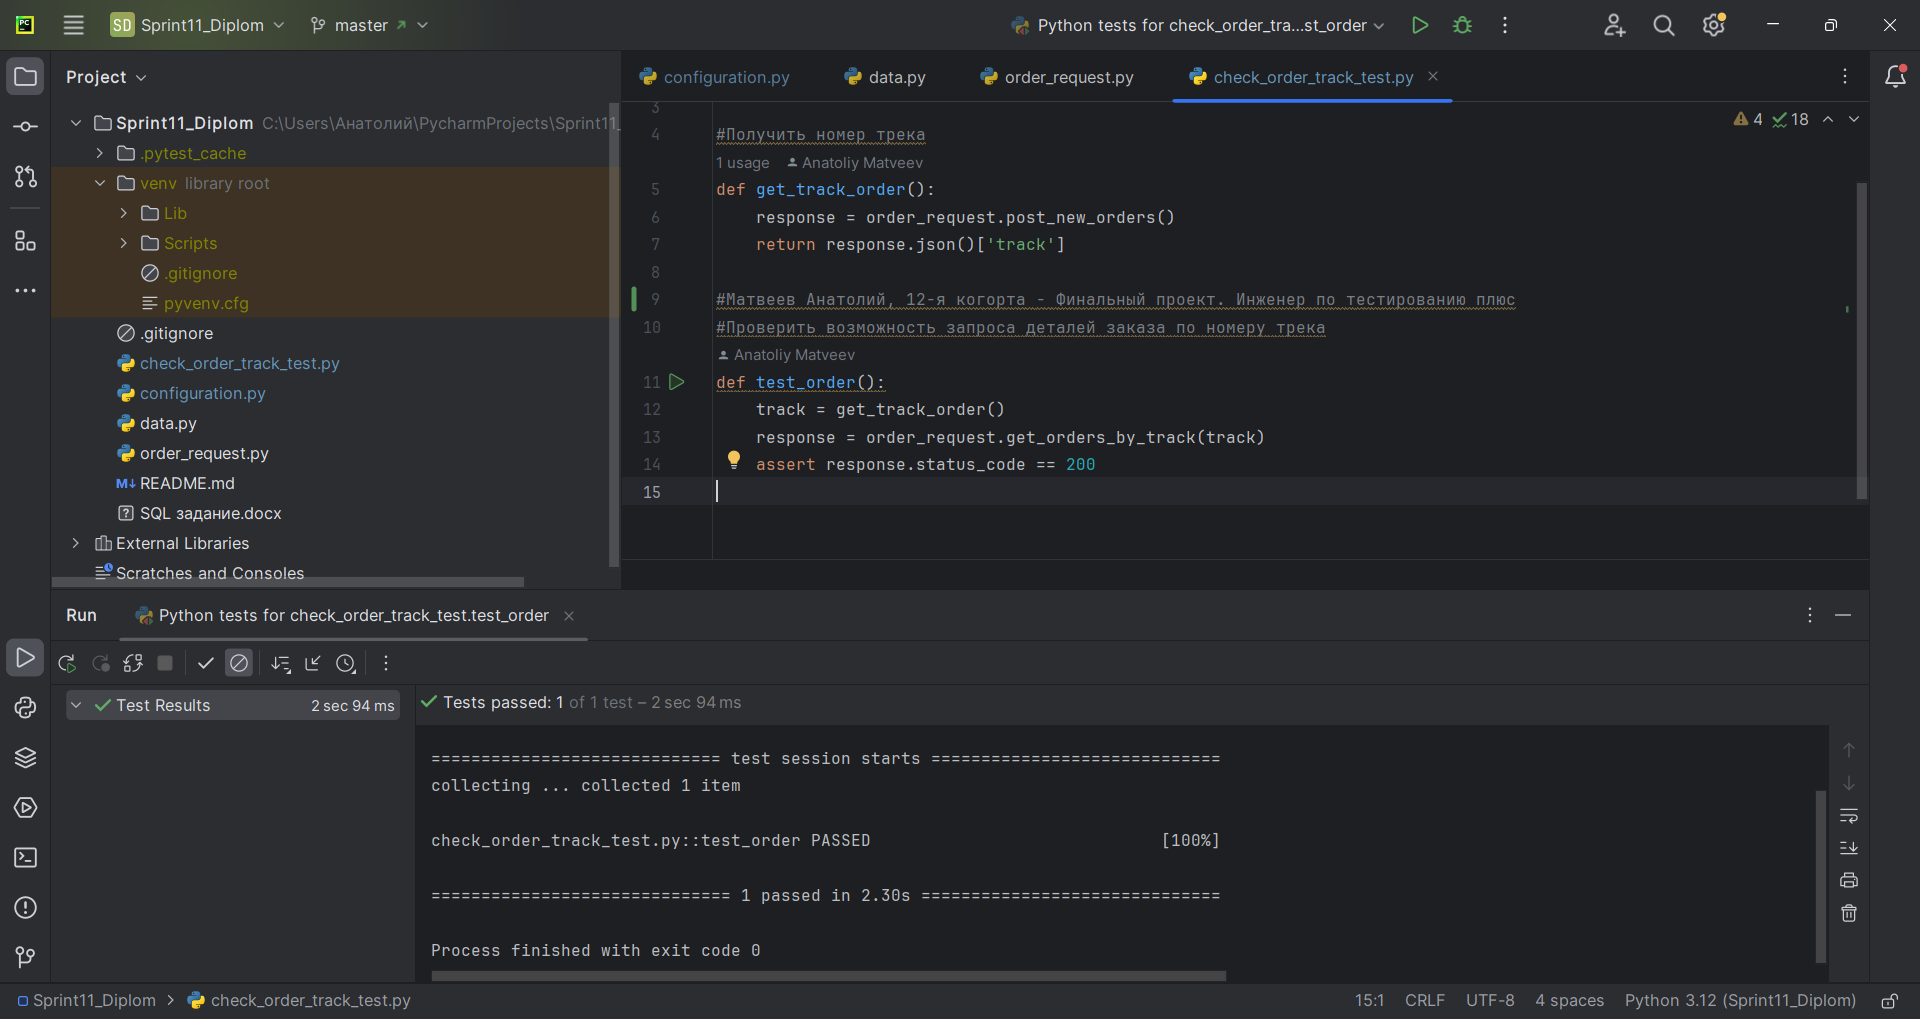 PC
SD Sprint11_Diplom
master
Python tests for check_order_tra...st_order
Project
configuration.py
data.py
order_request.py
check_order_track_test.py
Sprint11_Diplom C:\Users\Анатолий\PycharmProjects\Sprint11_
.pytest_cache
venv library root
Lib
Scripts
.gitignore
pyvenv.cfg
.gitignore
check_order_track_test.py
configuration.py
data.py
order_request.py
M↓ README.md
SQL задание.docx
External Libraries
Scratches and Consoles
4 18
3
4 #Получить номер трека
1 usage Anatoliy Matveev
5 def get_track_order():
6 response = order_request.post_new_orders()
7 return response.json()['track']
8
9 #Матвеев Анатолий, 12-я когорта - Финальный проект. Инженер по тестированию плюс
10 #Проверить возможность запроса деталей заказа по номеру трека
Anatoliy Matveev
11 def test_order():
12 track = get_track_order()
13 response = order_request.get_orders_by_track(track)
14 assert response.status_code == 200
15
Run
Python tests for check_order_track_test.test_order
Test Results 2 sec 94 ms
Tests passed: 1 of 1 test – 2 sec 94 ms
============================= test session starts =============================
collecting ... collected 1 item
check_order_track_test.py::test_order PASSED [100%]
============================== 1 passed in 2.30s ==============================
Process finished with exit code 0
Sprint11_Diplom > check_order_track_test.py
15:1 CRLF UTF-8 4 spaces Python 3.12 (Sprint11_Diplom)